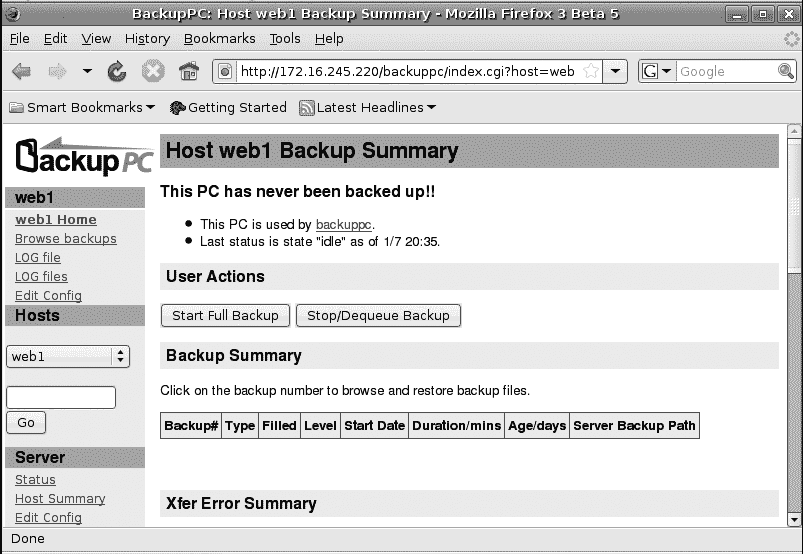 BackupPC: Host web1 Backup Summary - Mozilla Firefox 3 Beta 5
File Edit View History Bookmarks Tools Help
http://172.16.245.220/backuppc/index.cgi?host=web
G Google
Smart Bookmarks Getting Started Latest Headlines
BackupPC
web1
web1 Home
Browse backups
LOG file
LOG files
Edit Config
Hosts
web1
Go
Server
Status
Host Summary
Edit Config
Host web1 Backup Summary
This PC has never been backed up!!
This PC is used by backuppc.
Last status is state "idle" as of 1/7 20:35.
User Actions
Start Full Backup Stop/Dequeue Backup
Backup Summary
Click on the backup number to browse and restore backup files.
Backup# Type Filled Level Start Date Duration/mins Age/days Server Backup Path
Xfer Error Summary
Done